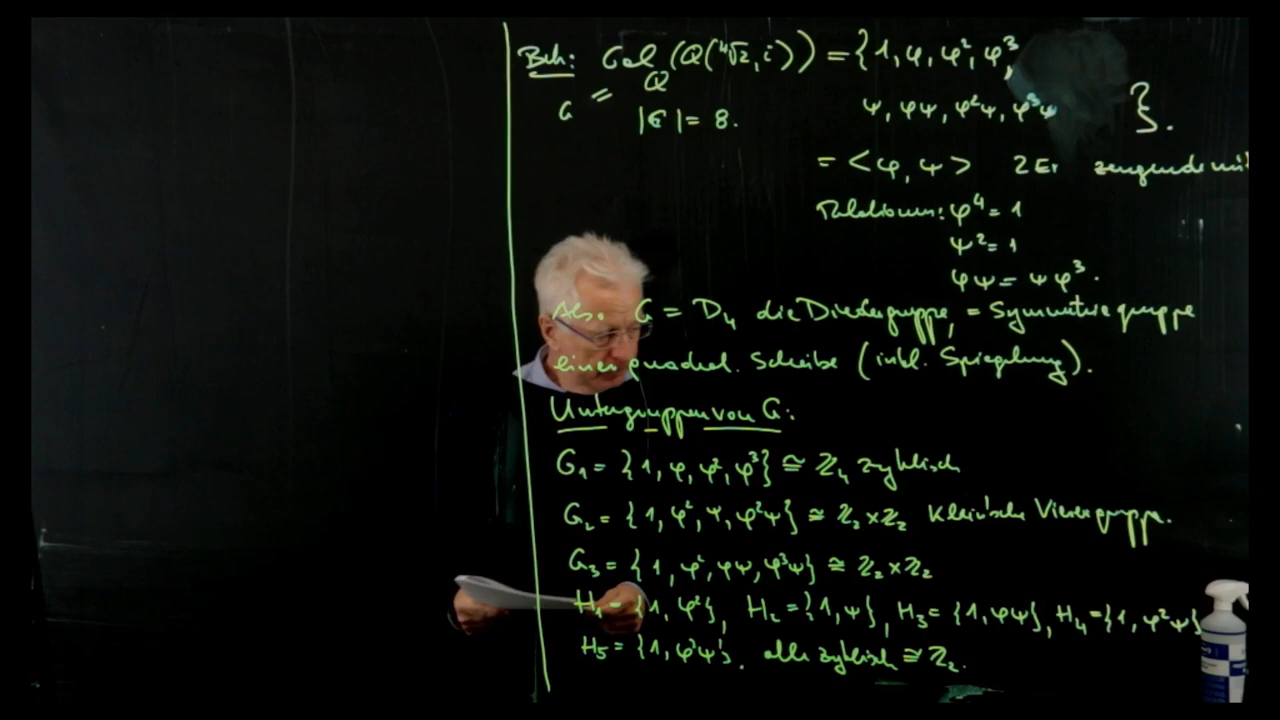 Beh: Gal (Q(⁴√2, i)) = {1, φ, φ², φ³,
Q
G =
|G| = 8.
ψ, φψ, φ²ψ, φ³ψ }.
= <φ, ψ> 2 Er zeugende mit
Relationen: φ⁴ = 1
ψ² = 1
φψ = ψφ³.
Also G = D₄ die Diedergruppe, = Symmetriegruppe
einer quadrat. Scheibe (inkl. Spiegelung).
Untergruppen von G:
G₁ = {1, φ, φ², φ³} ≅ ℤ₄ zyklisch
G₂ = {1, φ², ψ, φ²ψ} ≅ ℤ₂ × ℤ₂ Klein'sche Vierergruppe.
G₃ = {1, φ², φψ, φ³ψ} ≅ ℤ₂ × ℤ₂
H₁ = {1, φ²}, H₂ = {1, ψ}, H₃ = {1, φψ}, H₄ = {1, φ²ψ}
H₅ = {1, φ³ψ}, alle zyklisch ≅ ℤ₂.